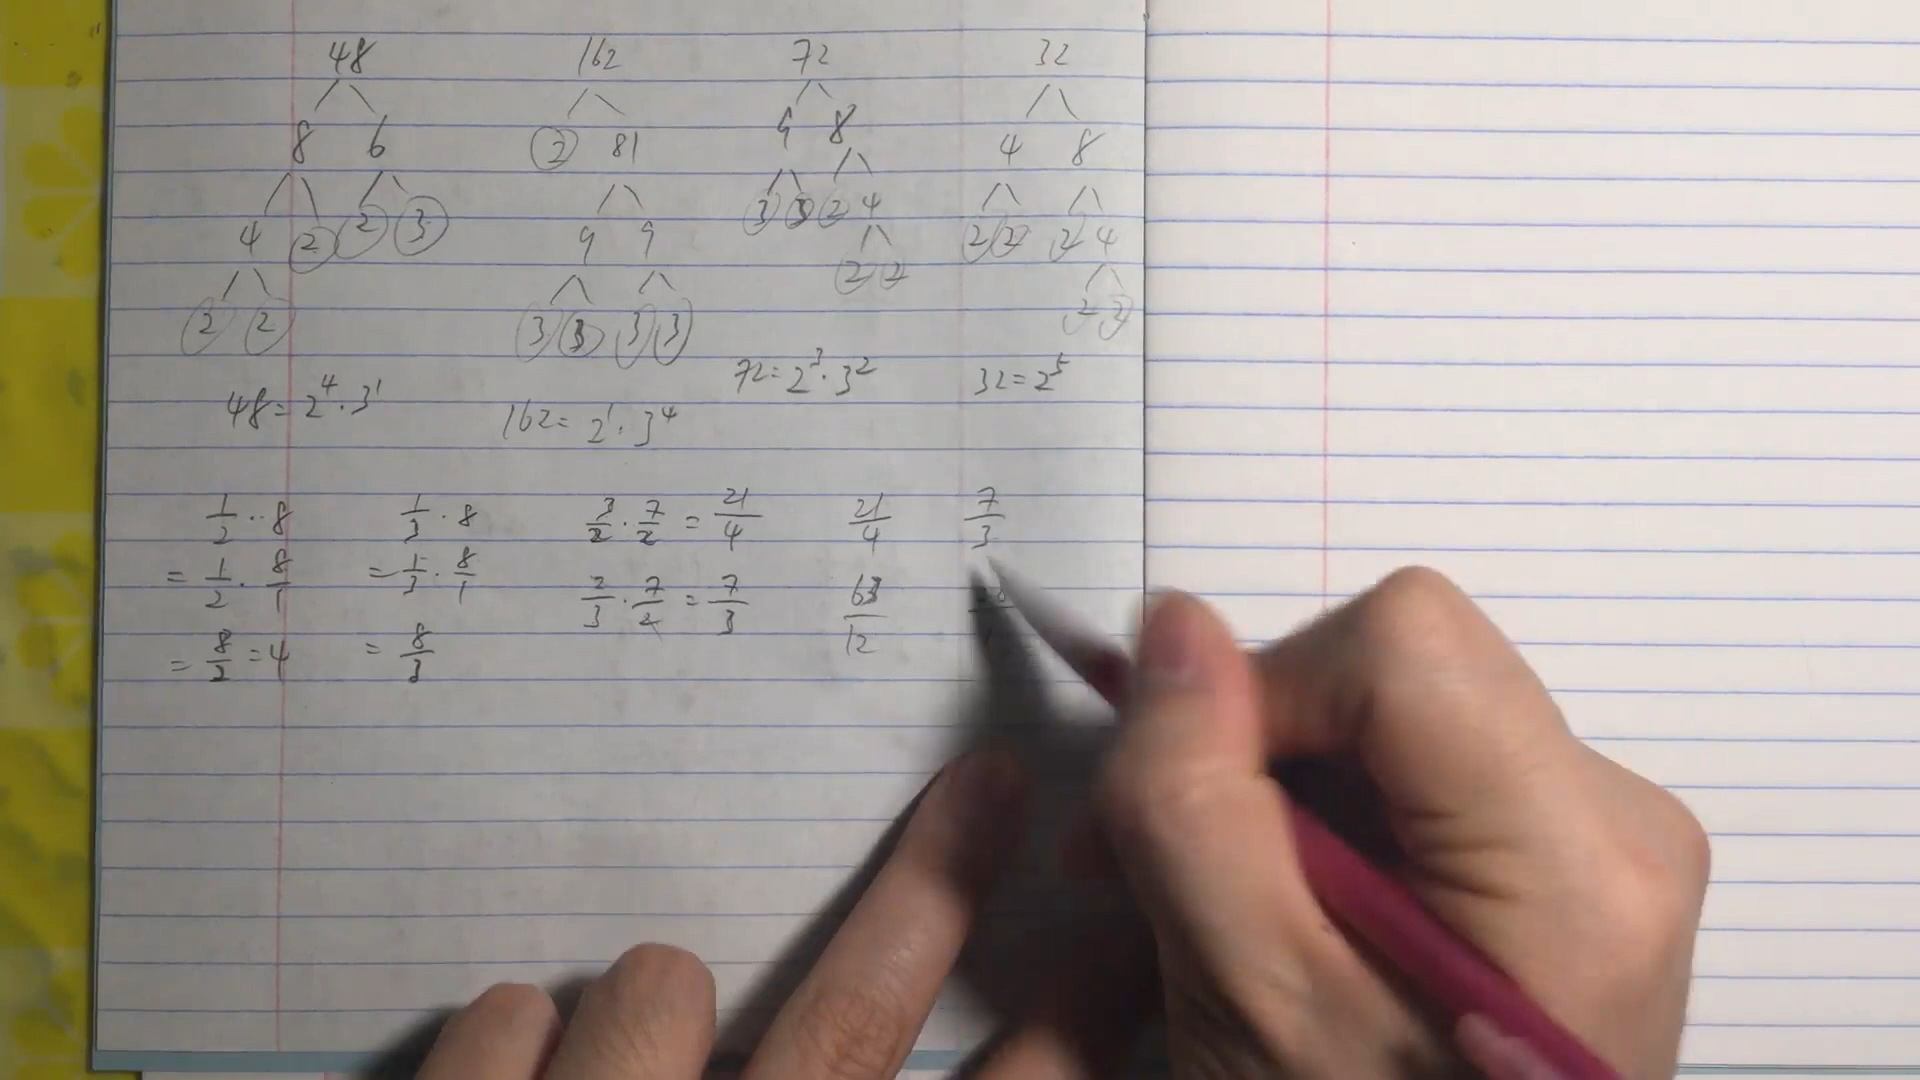 48 162 72 32
8 6 2 81 9 8 4 8
4 2 2 3 9 9 3 3 2 4 2 2 2 4
2 2 3 3 3 3 2 2 2 2
72=2³·3² 32=2⁵
48=2⁴·3¹ 162=2¹·3⁴
1/2 · 8 1/3 · 8 3/2 · 7/2 = 21/4 21/4 7/3
= 1/2 · 8/1 = 1/3 · 8/1 2/3 · 7/2 = 7/3 63/12
= 8/2 = 4 = 8/3